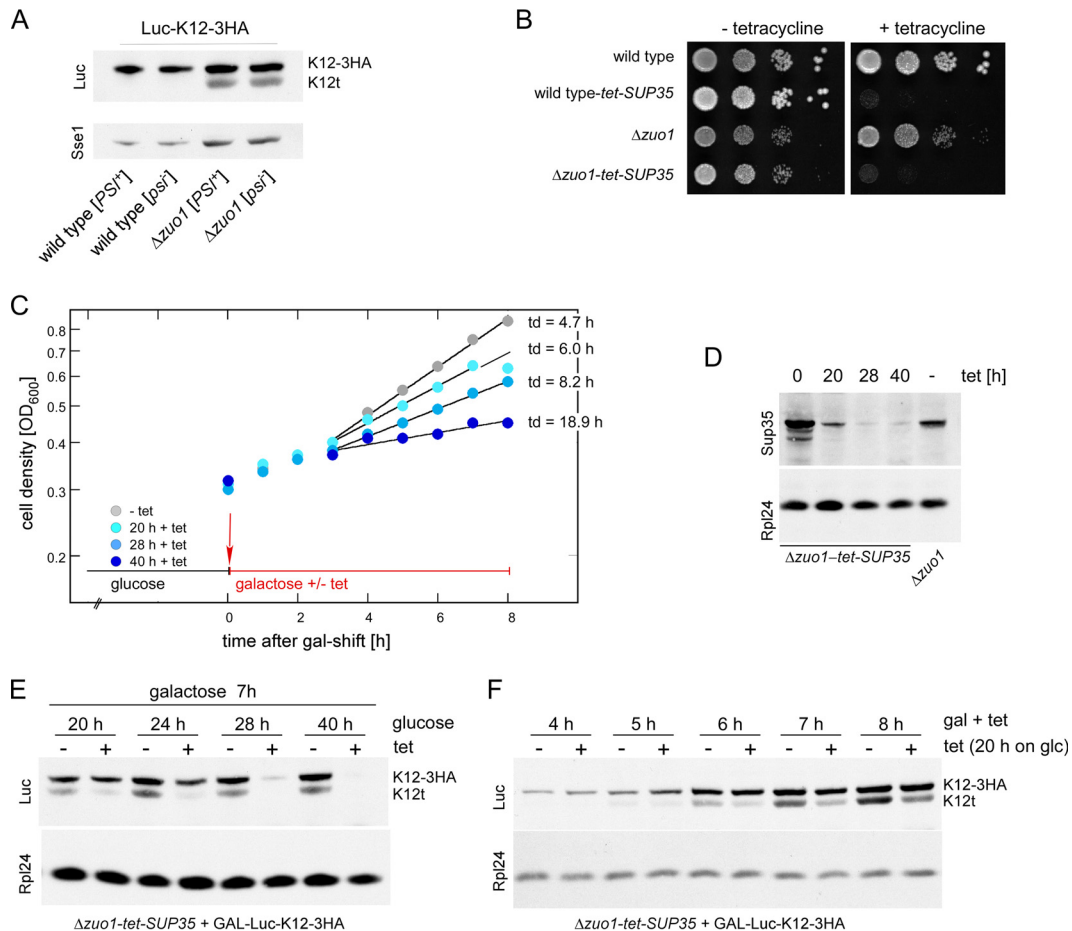 A
Luc-K12-3HA
Luc
K12-3HA
K12t
Sse1
wild type [PSI+]
wild type [psi-]
Δzuo1 [PSI+]
Δzuo1 [psi-]
B
- tetracycline + tetracycline
wild type
wild type-tet-SUP35
Δzuo1
Δzuo1-tet-SUP35
C
cell density [OD600]
0.8
0.7
0.6
0.5
0.4
0.3
0.2
td = 4.7 h
td = 6.0 h
td = 8.2 h
td = 18.9 h
- tet
20 h + tet
28 h + tet
40 h + tet
glucose galactose +/- tet
0 2 4 6 8
time after gal-shift [h]
D
0 20 28 40 - tet [h]
Sup35
Rpl24
Δzuo1–tet-SUP35
Δzuo1
E
galactose 7h
20 h 24 h 28 h 40 h glucose
- + - + - + - + tet
Luc
K12-3HA
K12t
Rpl24
Δzuo1-tet-SUP35 + GAL-Luc-K12-3HA
F
4 h 5 h 6 h 7 h 8 h gal + tet
- + - + - + - + - + tet (20 h on glc)
Luc
K12-3HA
K12t
Rpl24
Δzuo1-tet-SUP35 + GAL-Luc-K12-3HA